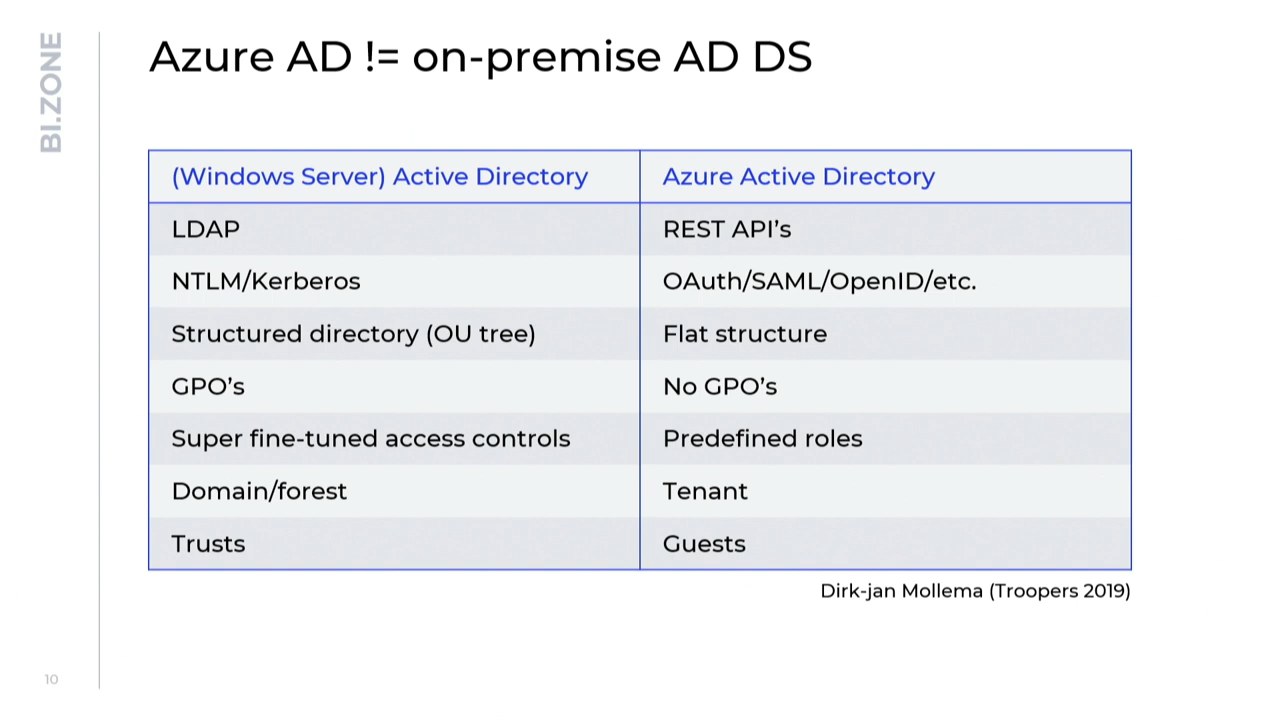 BI.ZONE
Azure AD != on-premise AD DS
(Windows Server) Active Directory
Azure Active Directory
LDAP
REST API’s
NTLM/Kerberos
OAuth/SAML/OpenID/etc.
Structured directory (OU tree)
Flat structure
GPO’s
No GPO’s
Super fine-tuned access controls
Predefined roles
Domain/forest
Tenant
Trusts
Guests
Dirk-jan Mollema (Troopers 2019)
10